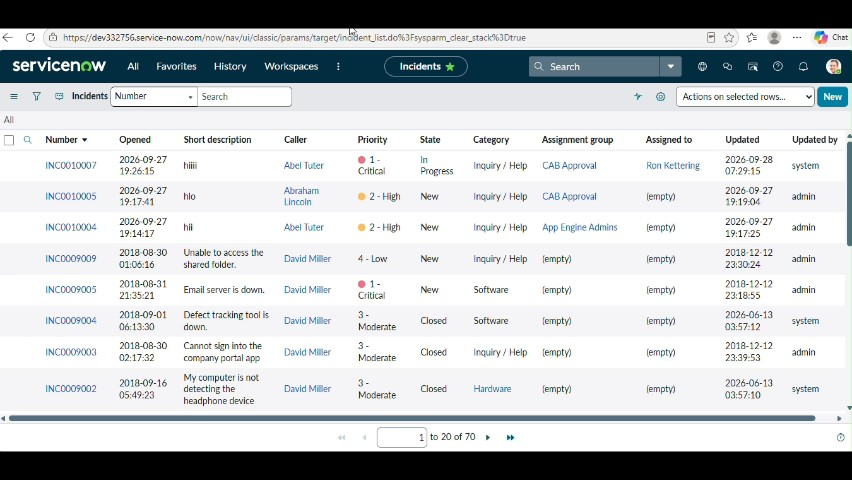 https://dev332756.service-now.com/now/nav/ui/classic/params/target/incident_list.do%3Fsysparm_clear_stack%3Dtrue
Chat
servicenow All Favorites History Workspaces Incidents Search
Incidents Number Search Actions on selected rows... New
All
Number Opened Short description Caller Priority State Category Assignment group Assigned to Updated Updated by
INC0010007 2026-09-27 19:26:15 hiiii Abel Tuter 1 - Critical In Progress Inquiry / Help CAB Approval Ron Kettering 2026-09-28 07:29:15 system
INC0010005 2026-09-27 19:17:41 hlo Abraham Lincoln 2 - High New Inquiry / Help CAB Approval (empty) 2026-09-27 19:19:04 admin
INC0010004 2026-09-27 19:14:17 hii Abel Tuter 2 - High New Inquiry / Help App Engine Admins (empty) 2026-09-27 19:17:25 admin
INC0009009 2018-08-30 01:06:16 Unable to access the shared folder. David Miller 4 - Low New Inquiry / Help (empty) (empty) 2018-12-12 23:30:24 admin
INC0009005 2018-08-31 21:35:21 Email server is down. David Miller 1 - Critical New Software (empty) (empty) 2018-12-12 23:18:55 admin
INC0009004 2018-09-01 06:13:30 Defect tracking tool is down. David Miller 3 - Moderate Closed Software (empty) (empty) 2026-06-13 03:57:12 system
INC0009003 2018-08-30 02:17:32 Cannot sign into the company portal app David Miller 3 - Moderate Closed Inquiry / Help (empty) (empty) 2018-12-12 23:39:53 admin
INC0009002 2018-09-16 05:49:23 My computer is not detecting the headphone device David Miller 3 - Moderate Closed Hardware (empty) (empty) 2026-06-13 03:57:10 system
1 to 20 of 70